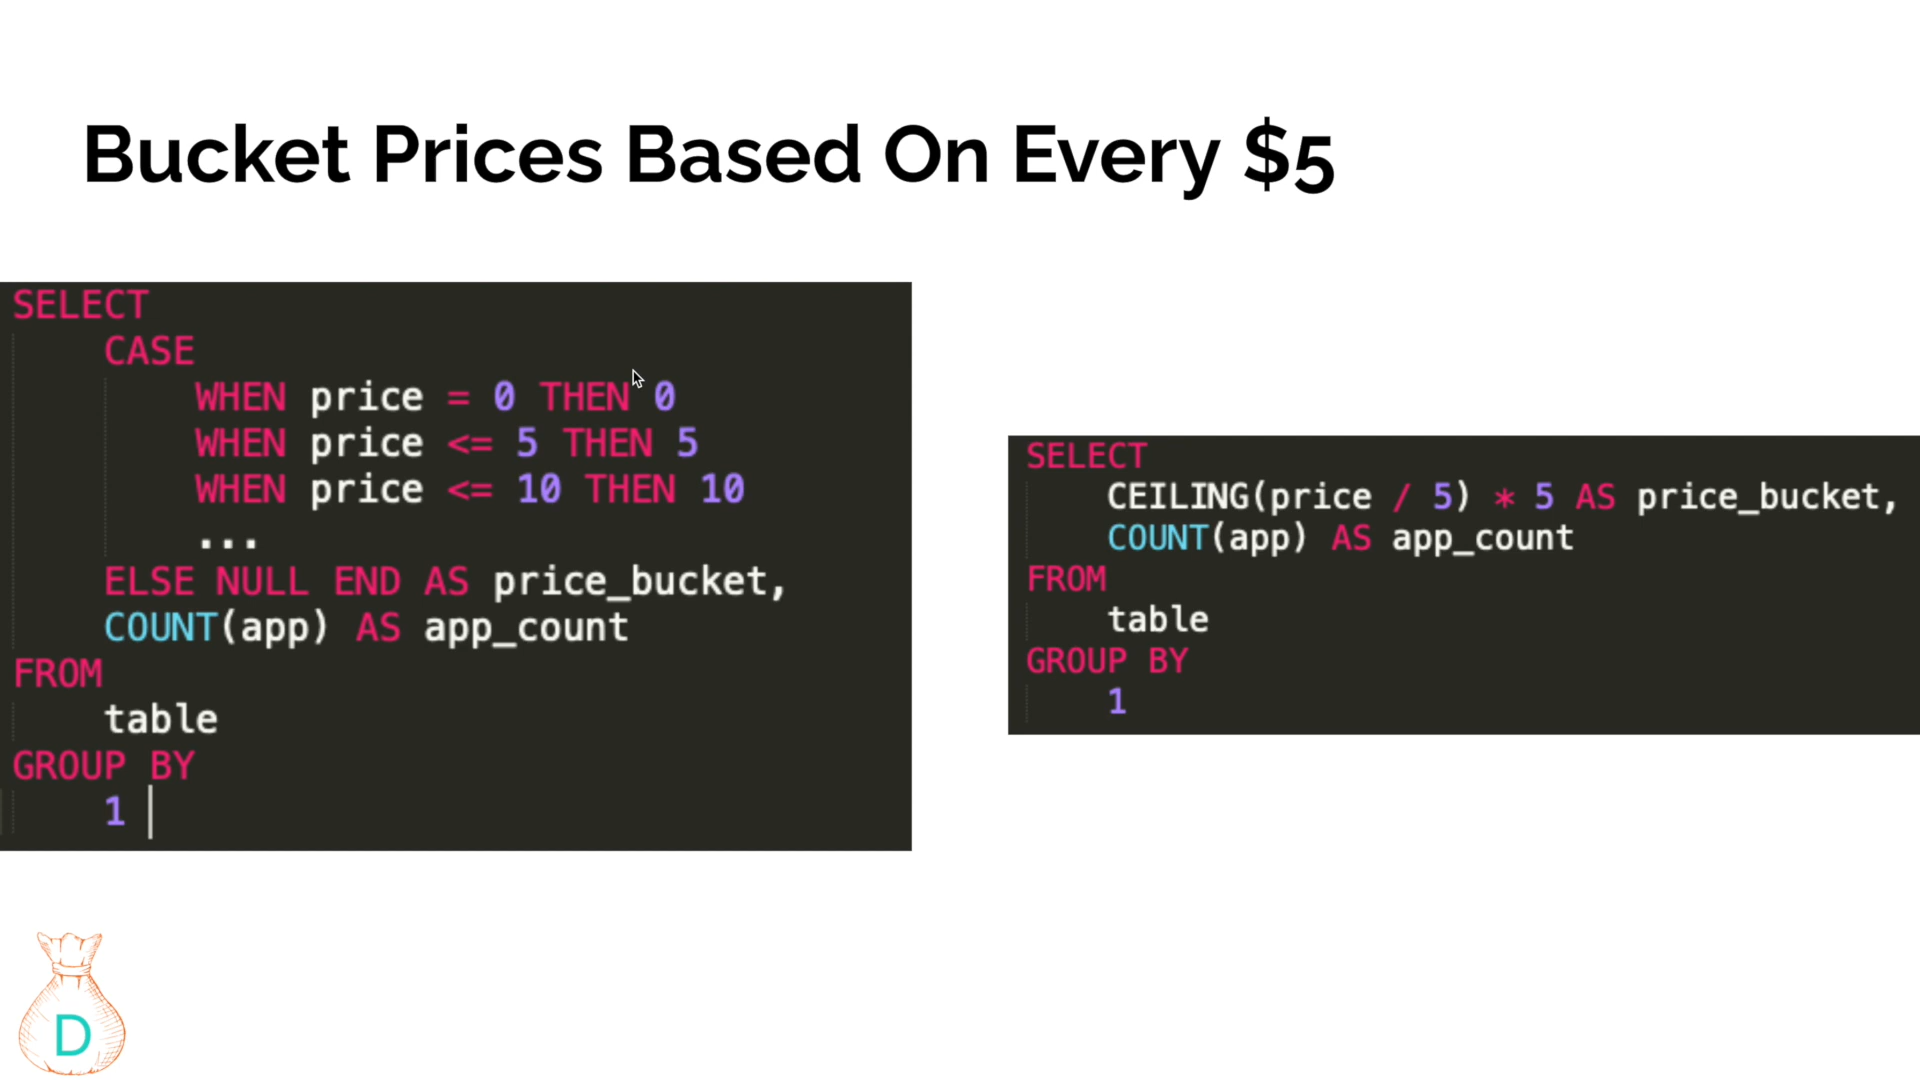 Bucket Prices Based On Every $5
SELECT
CASE
WHEN price = 0 THEN 0
WHEN price <= 5 THEN 5
WHEN price <= 10 THEN 10
...
ELSE NULL END AS price_bucket,
COUNT(app) AS app_count
FROM
table
GROUP BY
1
SELECT
CEILING(price / 5) * 5 AS price_bucket,
COUNT(app) AS app_count
FROM
table
GROUP BY
1
D